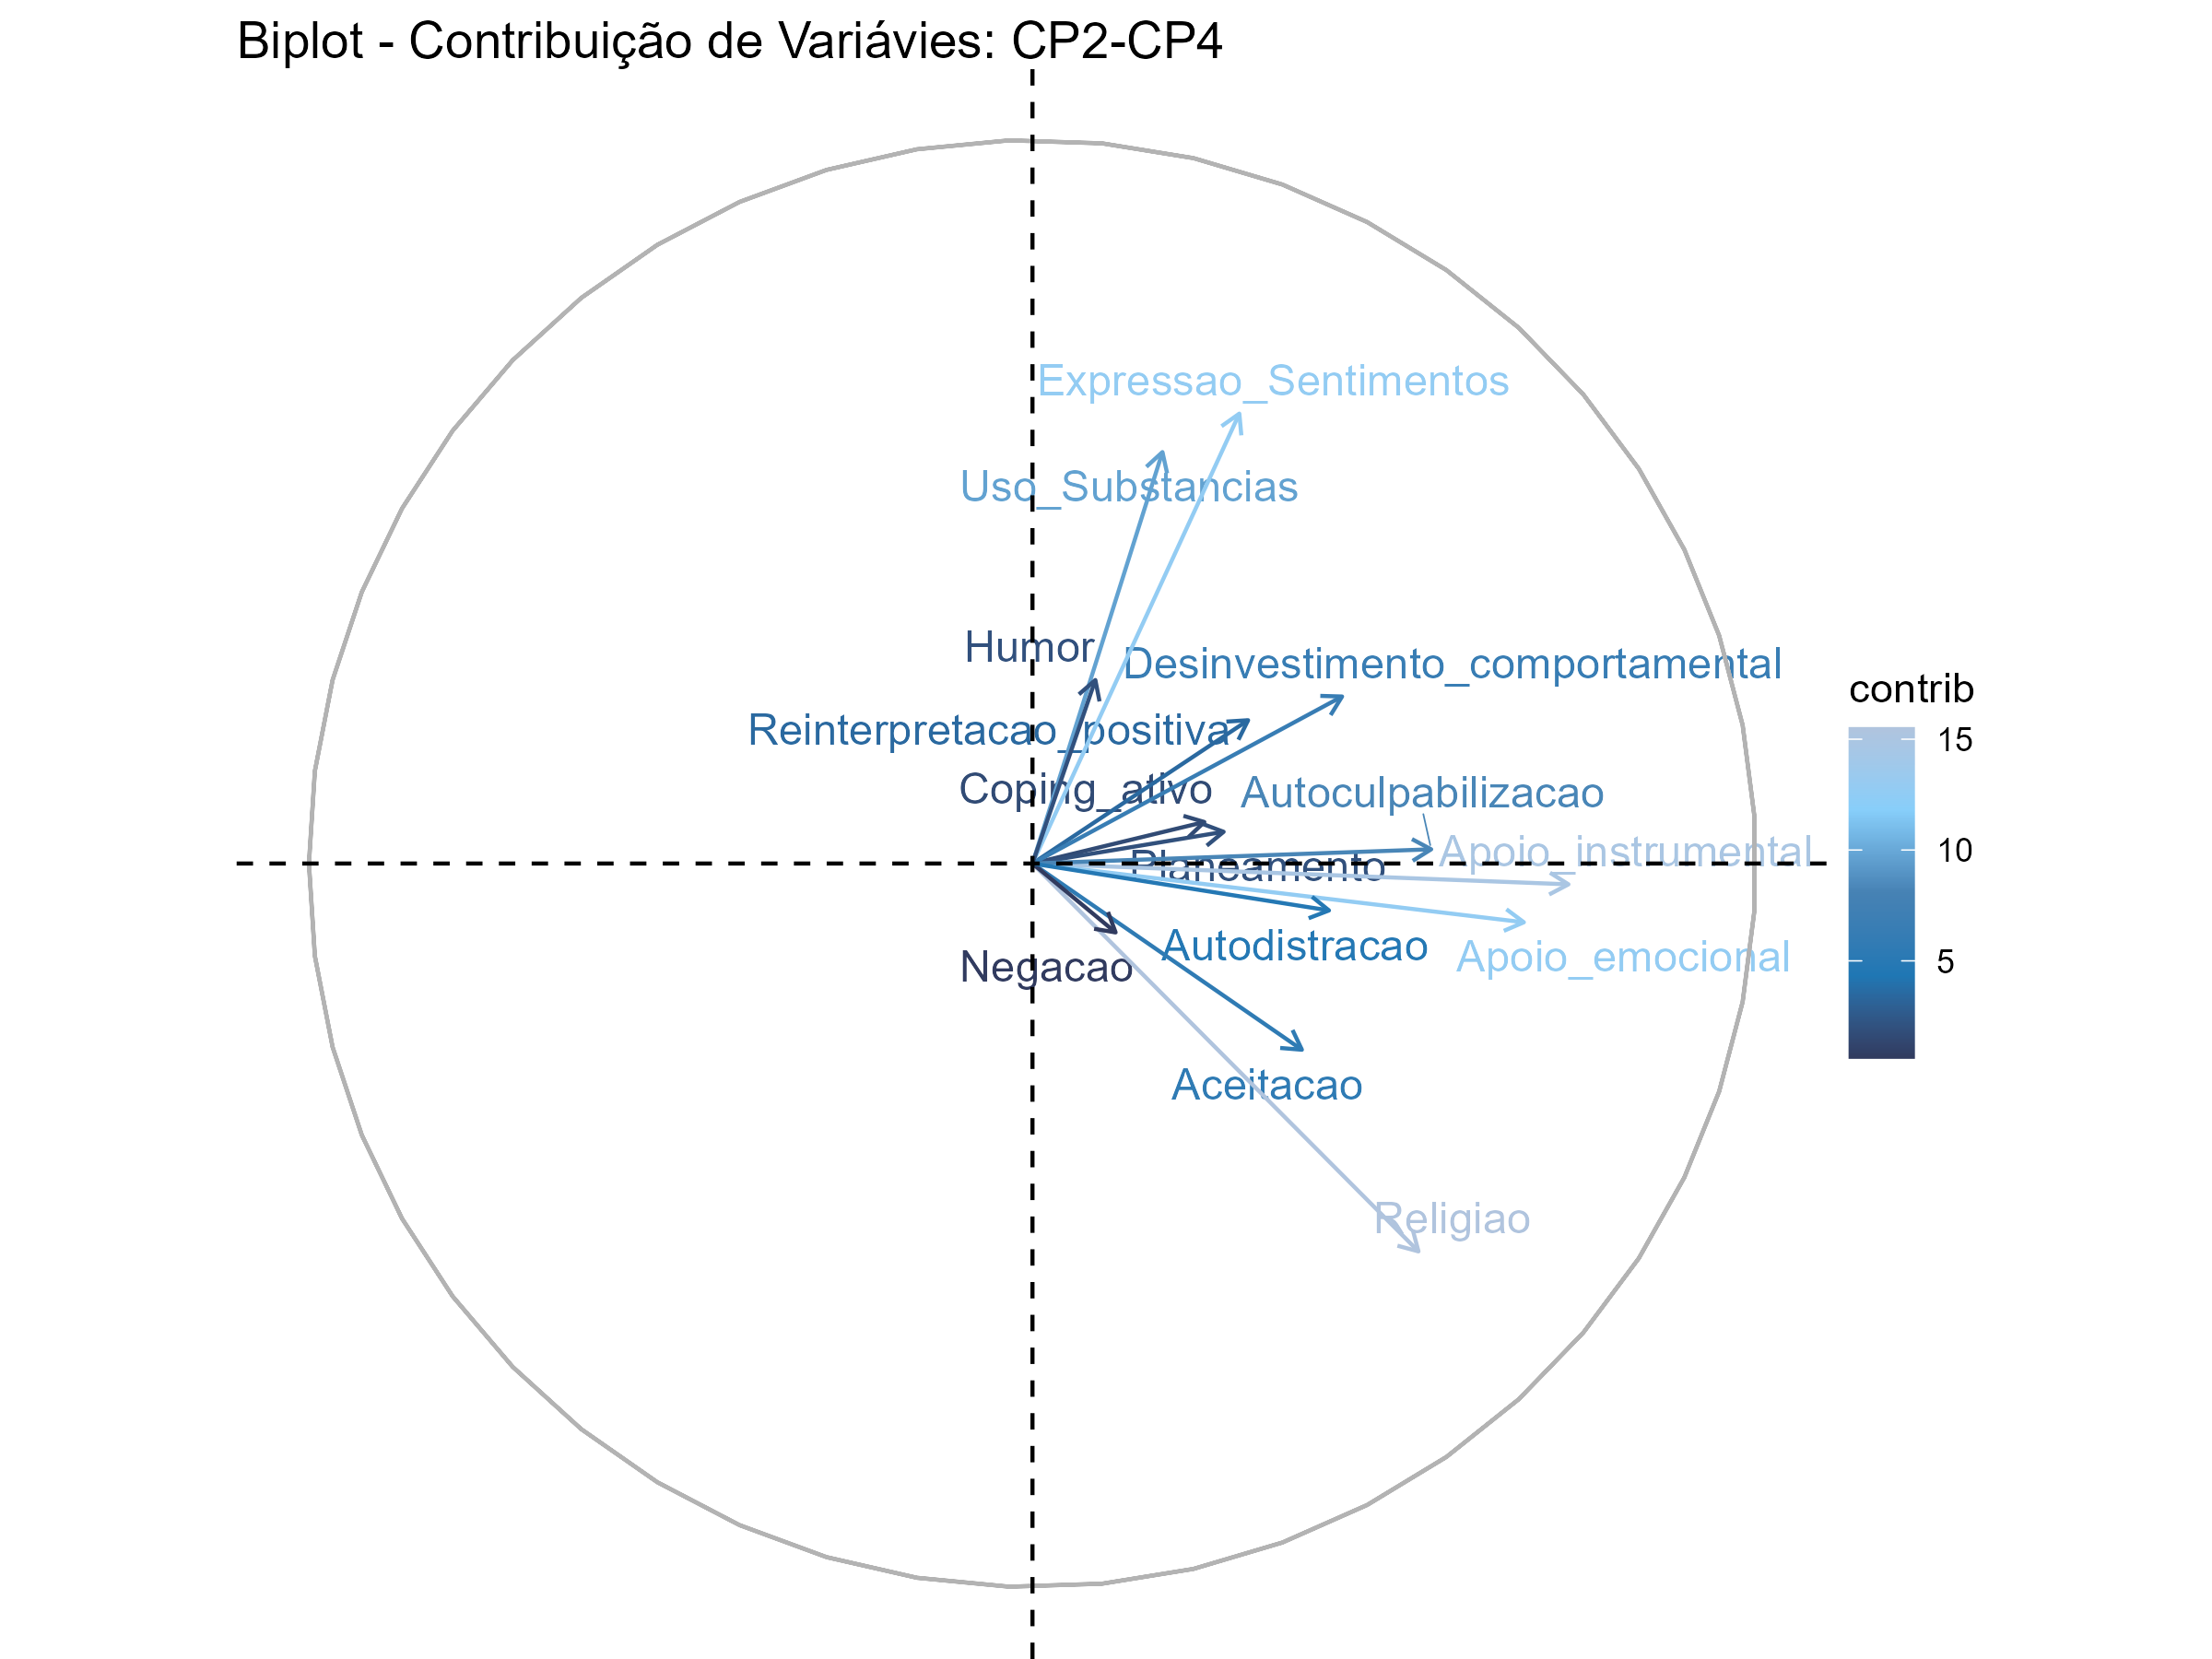 Biplot - Contribuição de Variávies: CP2-CP4
Expressao_Sentimentos
Uso_Substancias
Humor
Desinvestimento_comportamental
Reinterpretacao_positiva
Coping_ativo
Autoculpabilizacao
Apoio_instrumental
Planeamento
Autodistracao
Apoio_emocional
Negacao
Aceitacao
Religiao
contrib
15
10
5